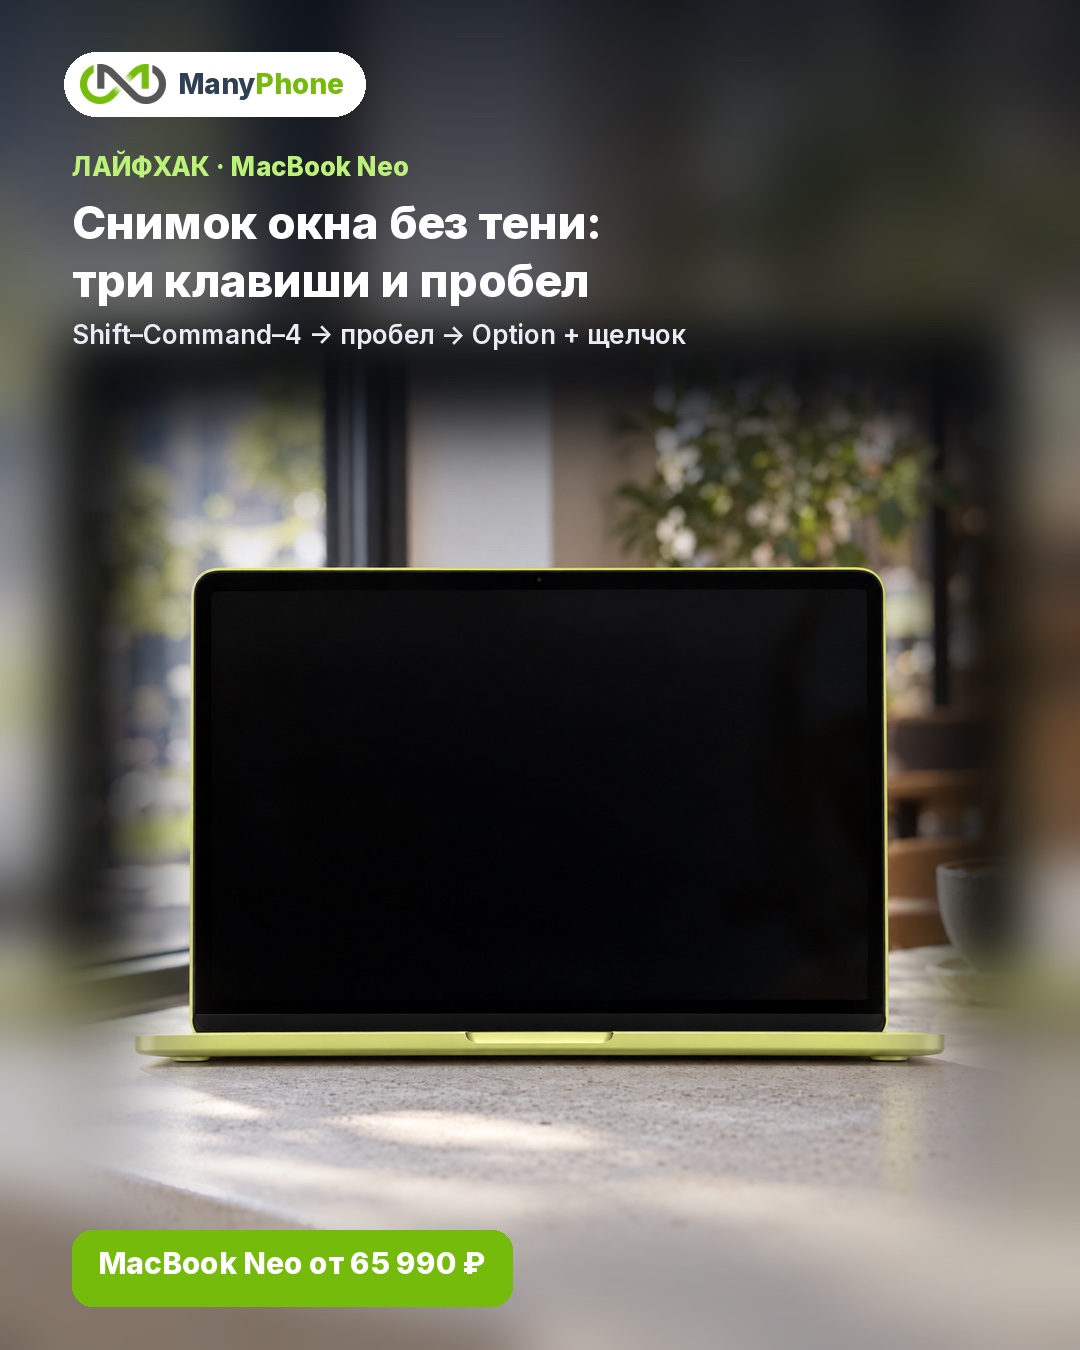 ManyPhone
ЛАЙФХАК · MacBook Neo
Снимок окна без тени:
три клавиши и пробел
Shift–Command–4 → пробел → Option + щелчок
MacBook Neo от 65 990 ₽